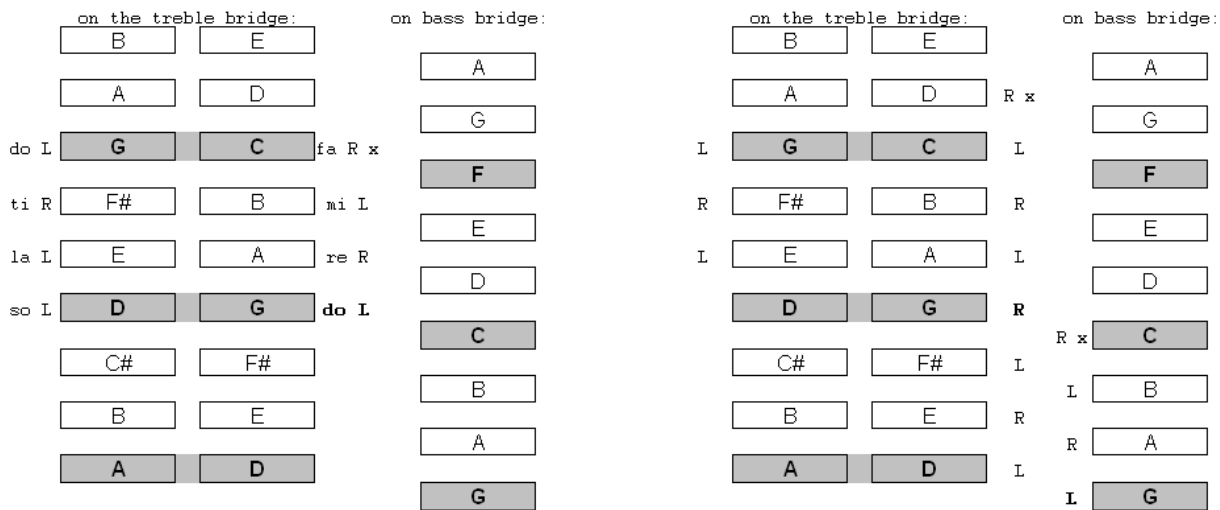 on the treble bridge: on bass bridge: on the treble bridge: on bass bridge:
B E B E
A A
A D A D R x
G G
do L G C fa R x L G C L
F F
ti R F# B mi L R F# B R
E E
la L E A re R L E A L
D D
so L D G do L D G R
C R x C
C# F# C# F# L
B L B
B E B E R
A R A
A D A D L
G L G